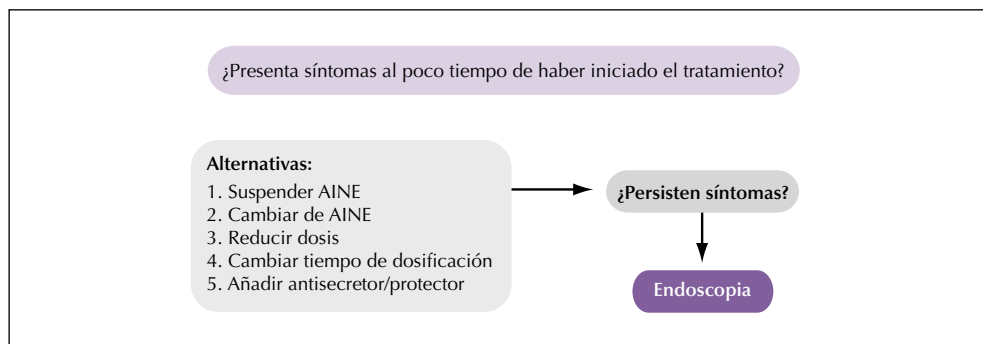 ¿Presenta síntomas al poco tiempo de haber iniciado el tratamiento?
Alternativas:
1. Suspender AINE
2. Cambiar de AINE
3. Reducir dosis
4. Cambiar tiempo de dosificación
5. Añadir antisecretor/protector
¿Persisten síntomas?
Endoscopia